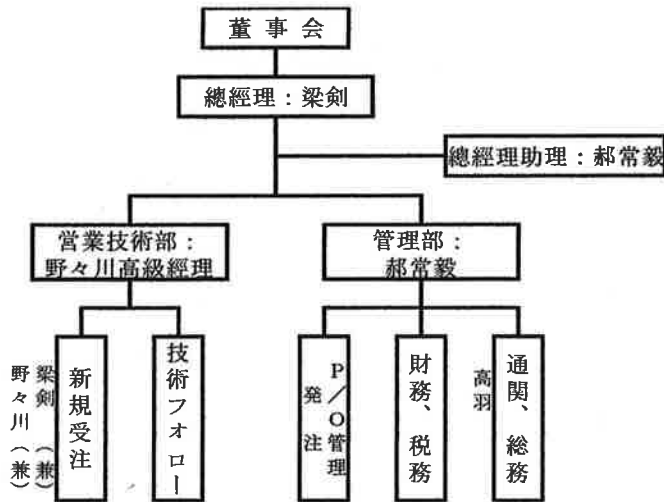 董事会
總經理：梁剣
總經理助理：郝常毅
営業技術部：
野々川高級經理
管理部：
郝常毅
梁剣（兼）
野々川（兼）
新規受注
技術フォロー
P／O管理
発注
財務、税務
高羽
通関、総務